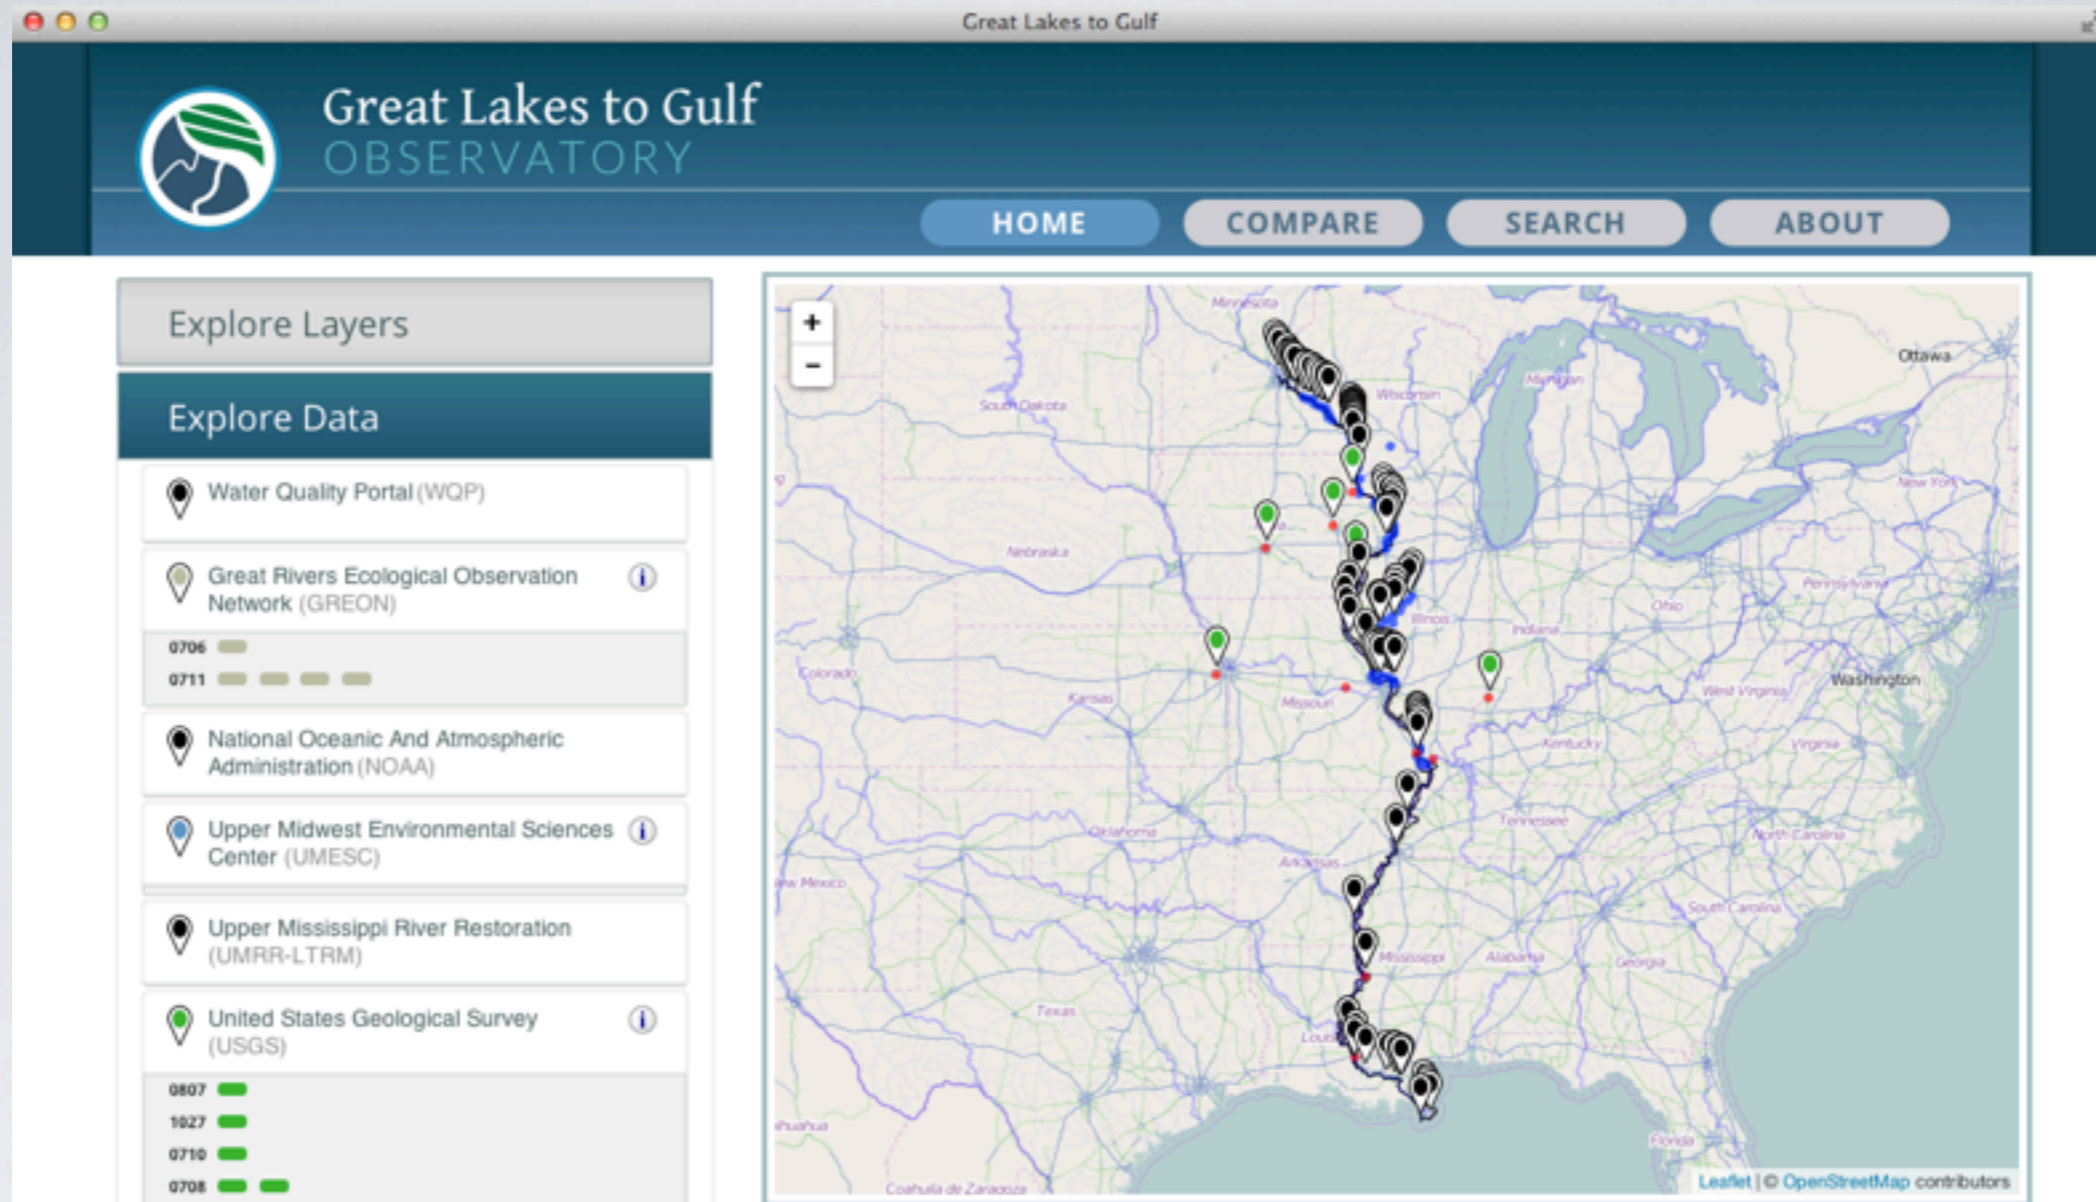 Great Lakes to Gulf
Great Lakes to Gulf
OBSERVATORY
HOME
COMPARE
SEARCH
ABOUT
Explore Layers
Explore Data
Water Quality Portal (WQP)
Great Rivers Ecological Observation
Network (GREON)
0706
0711
National Oceanic And Atmospheric
Administration (NOAA)
Upper Midwest Environmental Sciences
Center (UMESC)
Upper Mississippi River Restoration
(UMRR-LTRM)
United States Geological Survey
(USGS)
0807
1027
0710
0708
+
−
Minnesota
Ottawa
Michigan
Wisconsin
South Dakota
New York
Nebraska
Pennsylvania
Ohio
Illinois
Indiana
Colorado
Kansas
Missouri
West Virginia
Washington
Kentucky
Virginia
Oklahoma
Tennessee
North Carolina
Arkansas
ew Mexico
South Carolina
Mississippi
Alabama
Georgia
Texas
Louis
hihuahua
Florida
Coahuila de Zaragoza
Leaflet | © OpenStreetMap contributors